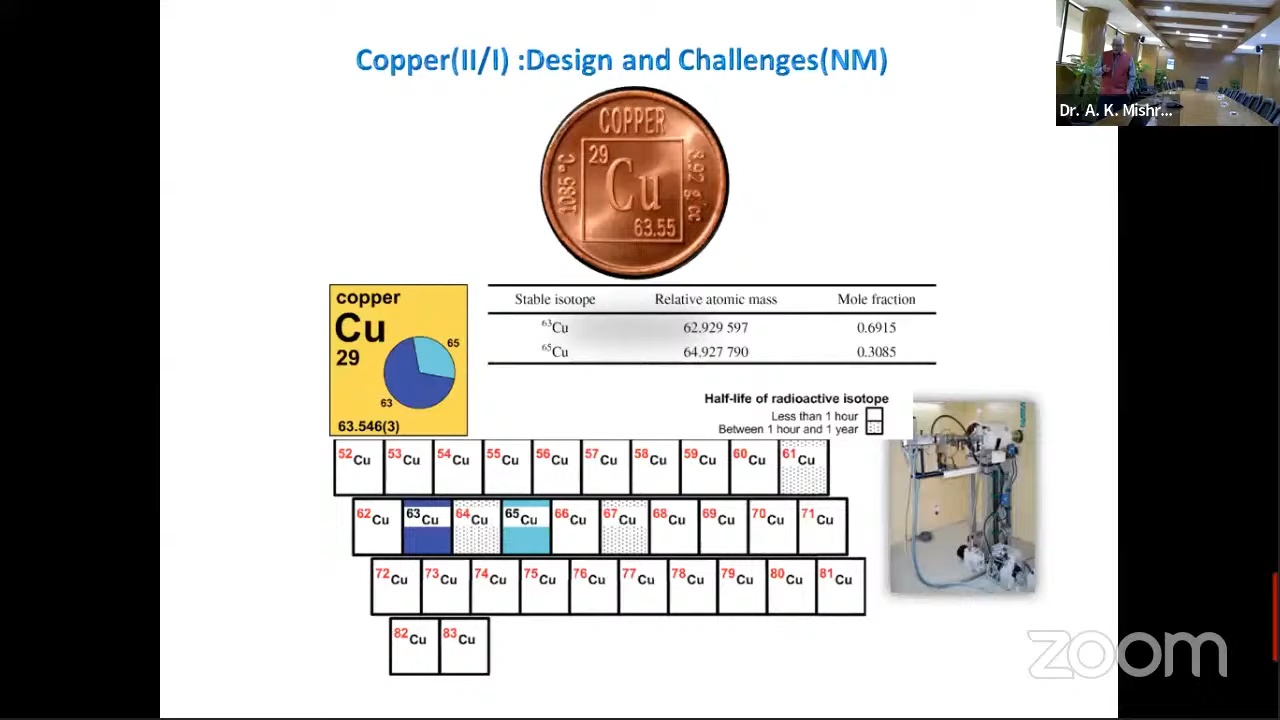 Copper(II/I) :Design and Challenges(NM)
Dr. A. K. Mishr...
COPPER
1085 °C
29
Cu
63.55
8.92 g/cc
copper
Cu
29
65
63
63.546(3)
Stable isotope Relative atomic mass Mole fraction
63Cu 62.929 597 0.6915
65Cu 64.927 790 0.3085
Half-life of radioactive isotope
Less than 1 hour
Between 1 hour and 1 year
52Cu 53Cu 54Cu 55Cu 56Cu 57Cu 58Cu 59Cu 60Cu 61Cu
62Cu 63Cu 64Cu 65Cu 66Cu 67Cu 68Cu 69Cu 70Cu 71Cu
72Cu 73Cu 74Cu 75Cu 76Cu 77Cu 78Cu 79Cu 80Cu 81Cu
82Cu 83Cu
zoom